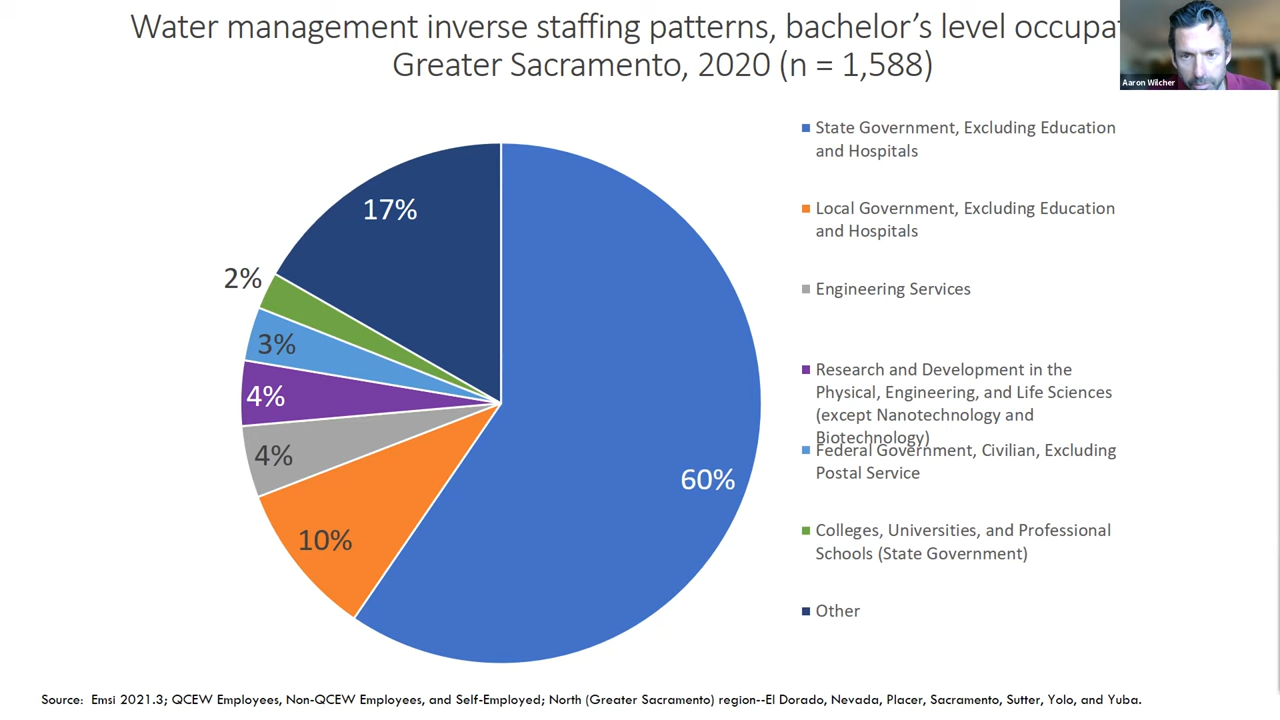 Water management inverse staffing patterns, bachelor's level
Greater Sacramento, 2020 (n = 1,588)
Aaron Wilcher
State Government, Excluding Education
and Hospitals
17%
Local Government, Excluding Education
and Hospitals
2%
Engineering Services
3%
Research and Development in the
Physical, Engineering, and Life Sciences
(except Nanotechnology and
Biotechnology)
4%
Federal Government, Civilian, Excluding
Postal Service
4%
60%
10%
Colleges, Universities, and Professional
Schools (State Government)
Other
Source: Emsi 2021.3; QCEW Employees, Non-QCEW Employees, and Self-Employed; North (Greater Sacramento) region--El Dorado, Nevada, Placer, Sacramento, Sutter, Yolo, and Yuba.